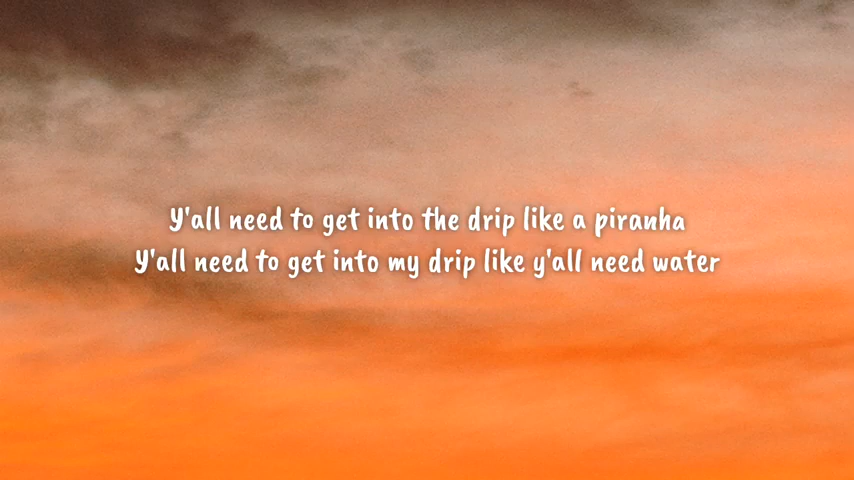 Y'all need to get into the drip like a piranha
Y'all need to get into my drip like y'all need water